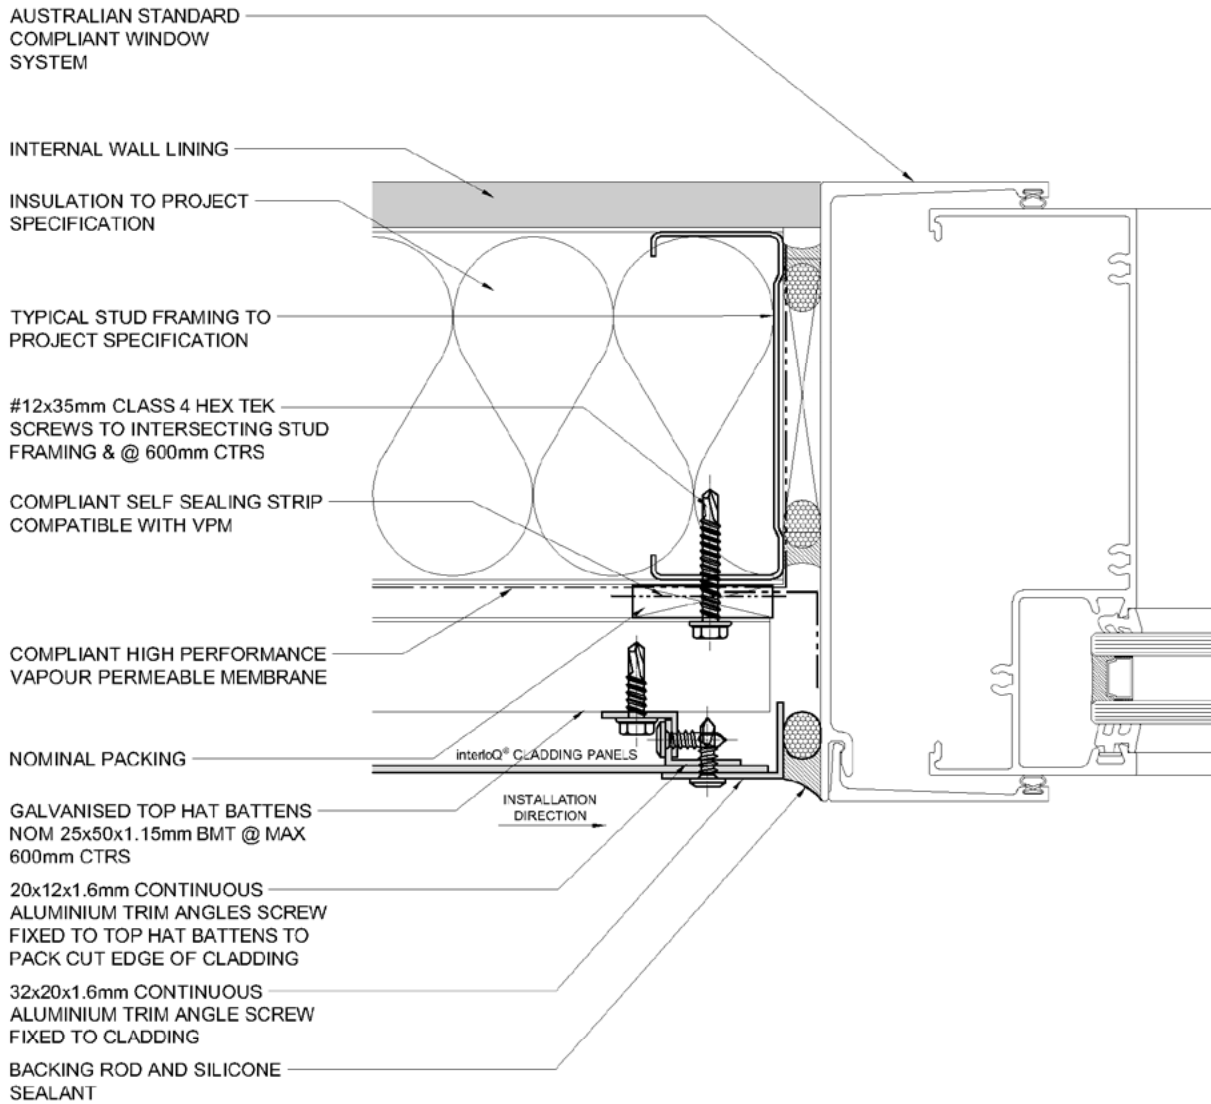 AUSTRALIAN STANDARD
COMPLIANT WINDOW
SYSTEM
INTERNAL WALL LINING
INSULATION TO PROJECT
SPECIFICATION
TYPICAL STUD FRAMING TO
PROJECT SPECIFICATION
#12x35mm CLASS 4 HEX TEK
SCREWS TO INTERSECTING STUD
FRAMING & @ 600mm CTRS
COMPLIANT SELF SEALING STRIP
COMPATIBLE WITH VPM
COMPLIANT HIGH PERFORMANCE
VAPOUR PERMEABLE MEMBRANE
NOMINAL PACKING
interloQ® CLADDING PANELS
INSTALLATION
DIRECTION
GALVANISED TOP HAT BATTENS
NOM 25x50x1.15mm BMT @ MAX
600mm CTRS
20x12x1.6mm CONTINUOUS
ALUMINIUM TRIM ANGLES SCREW
FIXED TO TOP HAT BATTENS TO
PACK CUT EDGE OF CLADDING
32x20x1.6mm CONTINUOUS
ALUMINIUM TRIM ANGLE SCREW
FIXED TO CLADDING
BACKING ROD AND SILICONE
SEALANT